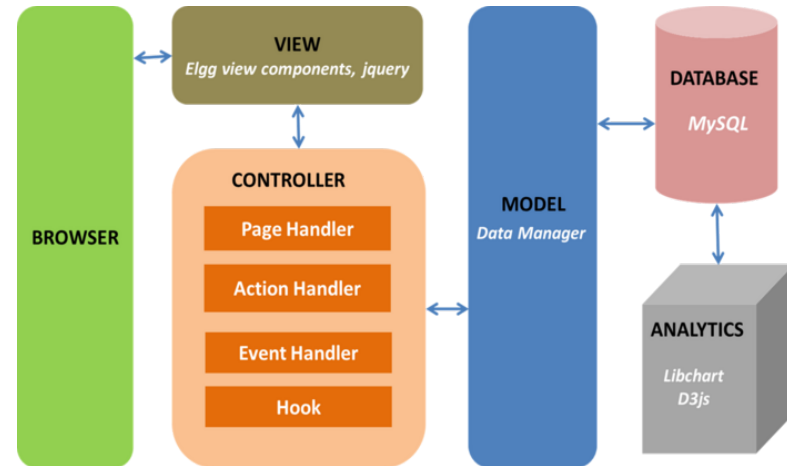 BROWSER
VIEW
Elgg view components, jquery
CONTROLLER
Page Handler
Action Handler
Event Handler
Hook
MODEL
Data Manager
DATABASE
MySQL
ANALYTICS
Libchart
D3js